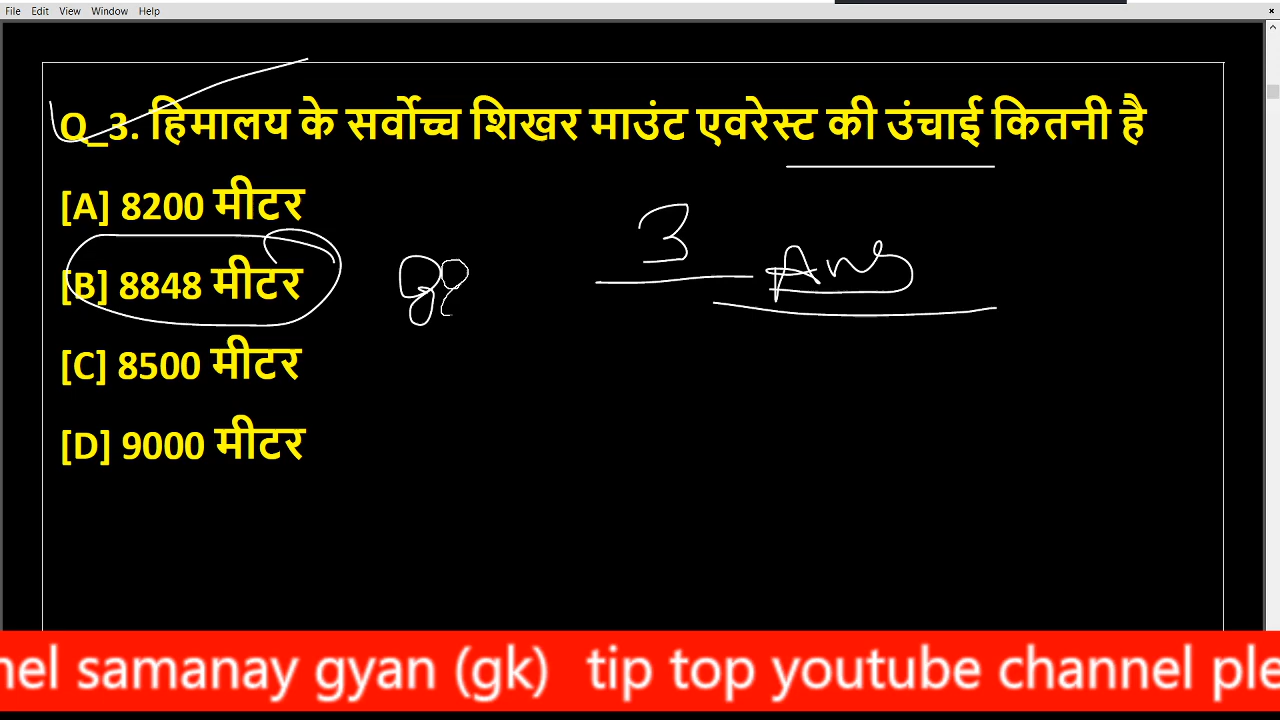 File Edit View Window Help
Q_3. हिमालय के सर्वोच्च शिखर माउंट एवरेस्ट की उंचाई कितनी है
[A] 8200 मीटर
[B] 8848 मीटर
3 Ans
[C] 8500 मीटर
[D] 9000 मीटर
nel samanay gyan (gk) tip top youtube channel ple